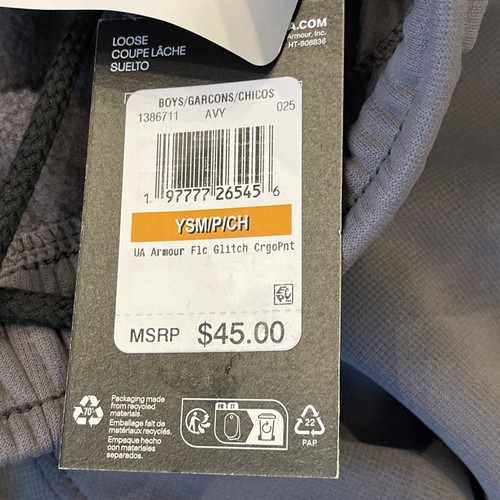 A.COM
Armour, Inc.
HT-908836
LOOSE
COUPE LÂCHE
SUELTO
BOYS/GARCONS/CHICOS
1386711 AVY 025
1 97777 26545 6
YSM/P/CH
UA Armour Flc Glitch CrgoPnt
MSRP $45.00
70%
Packaging made
from recycled
materials.
Emballage fait de
matériaux recyclés.
Empaque hecho
con materiales
separados.
FR IT
22
PAP